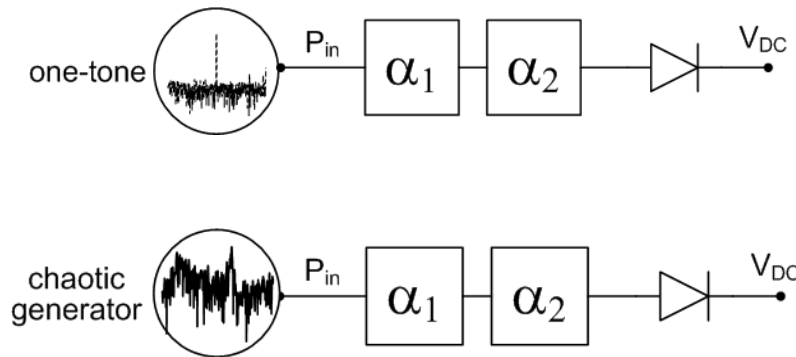 one-tone
P_in
α₁
α₂
V_DC
chaotic
generator
P_in
α₁
α₂
V_DC